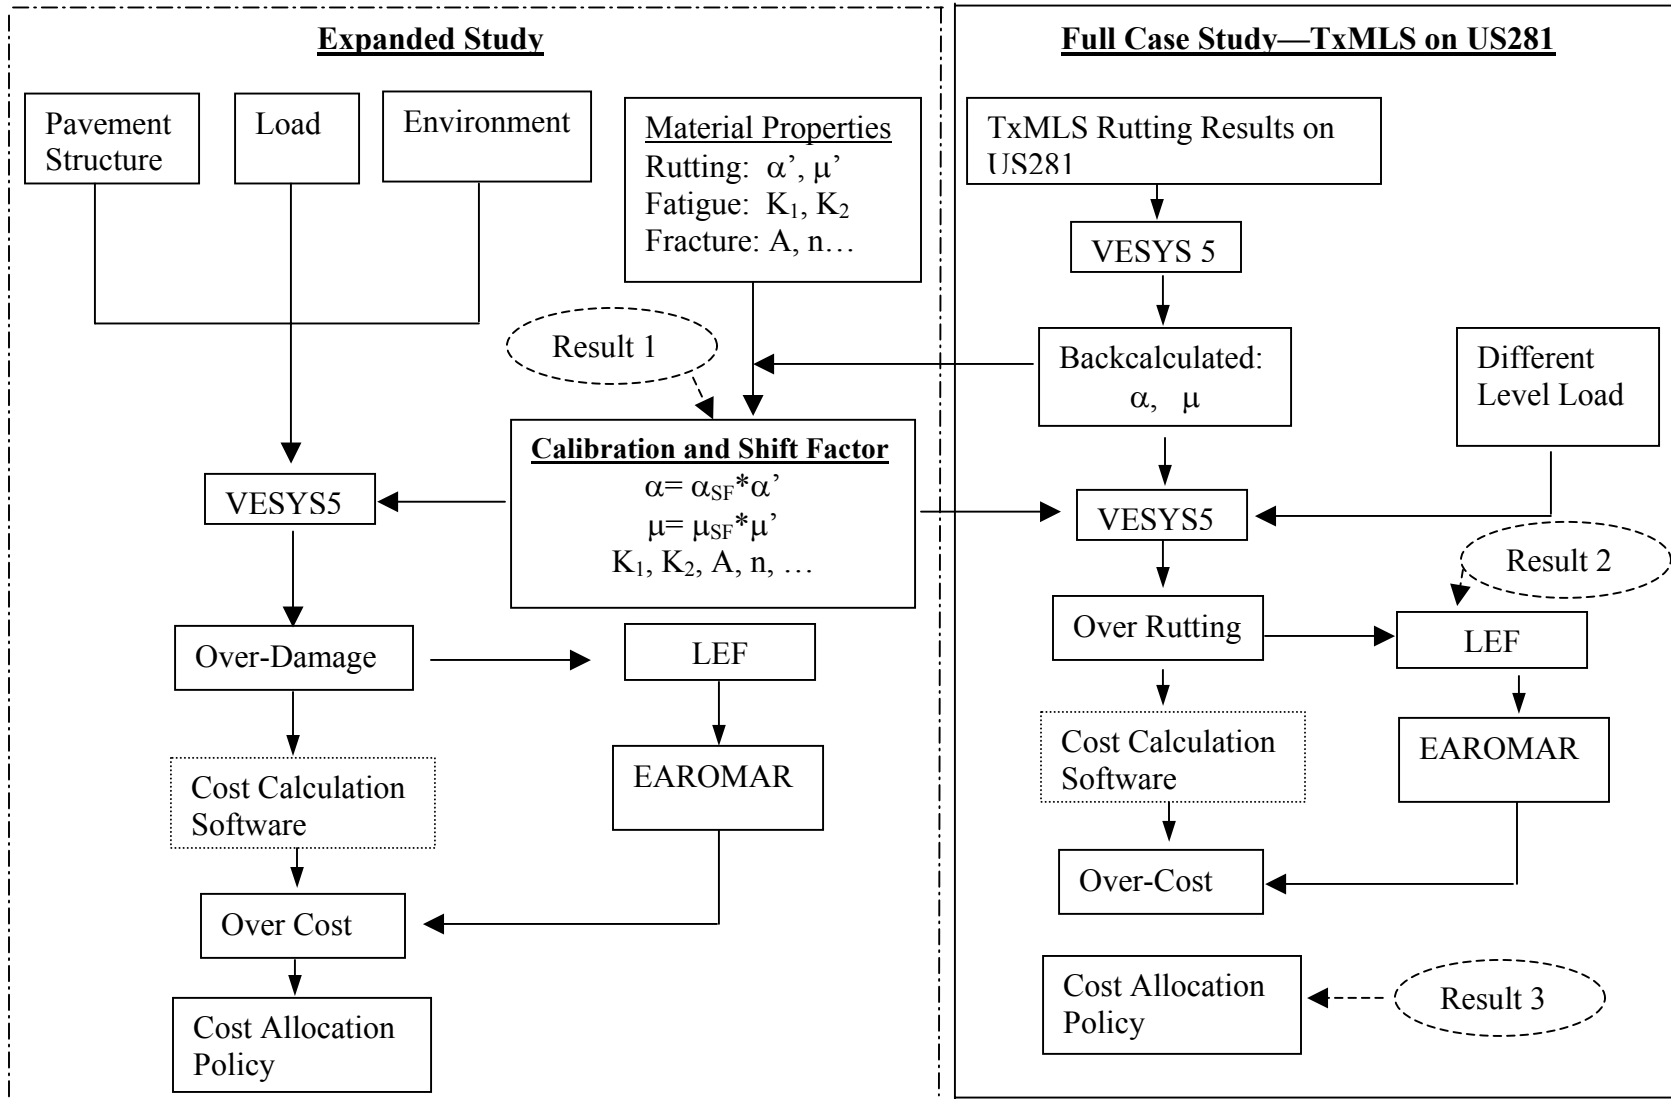 Expanded Study
Pavement
Structure
Load
Environment
Material Properties
Rutting: α’, μ’
Fatigue: K₁, K₂
Fracture: A, n…
Result 1
Calibration and Shift Factor
α= α_SF*α’
μ= μ_SF*μ’
K₁, K₂, A, n, …
VESYS5
Over-Damage
LEF
Cost Calculation
Software
EAROMAR
Over Cost
Cost Allocation
Policy
Full Case Study—TxMLS on US281
TxMLS Rutting Results on
US281
VESYS 5
Backcalculated:
α, μ
Different
Level Load
VESYS5
Result 2
Over Rutting
LEF
Cost Calculation
Software
EAROMAR
Over-Cost
Cost Allocation
Policy
Result 3